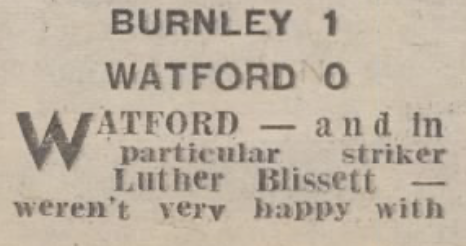 BURNLEY 1
WATFORD 0
WATFORD — and in
particular striker
Luther Blissett —
weren't very happy with